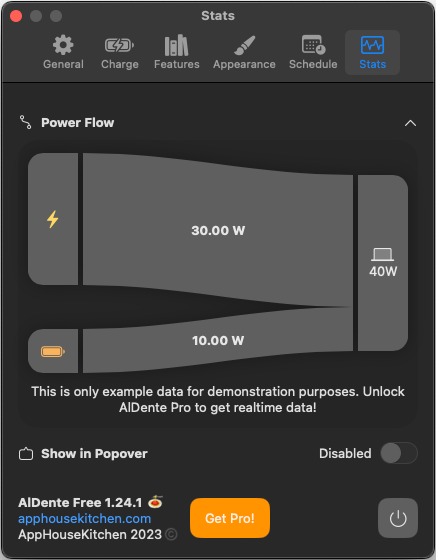 Stats
General Charge Features Appearance Schedule Stats
Power Flow
30.00 W
40W
10.00 W
This is only example data for demonstration purposes. Unlock
AlDente Pro to get realtime data!
Show in Popover Disabled
AlDente Free 1.24.1
apphousekitchen.com
AppHouseKitchen 2023 ©
Get Pro!